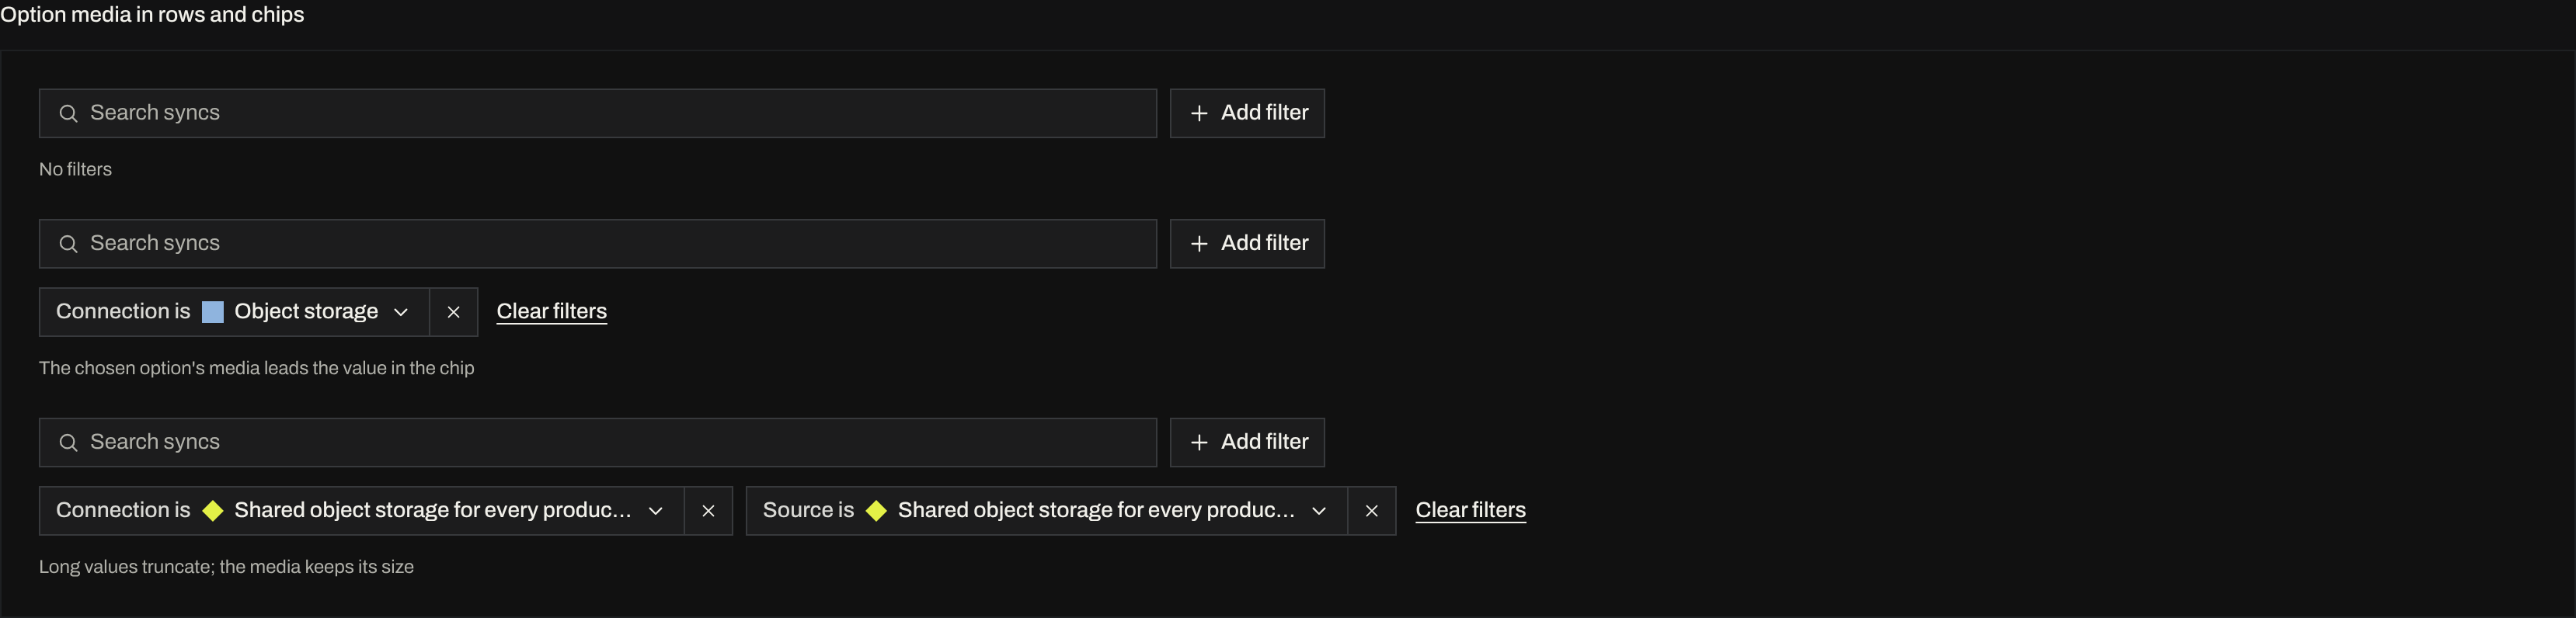 Option media in rows and chips
Search syncs
Add filter
No filters
Search syncs
Add filter
Connection is Object storage
Clear filters
The chosen option's media leads the value in the chip
Search syncs
Add filter
Connection is Shared object storage for every produc...
Source is Shared object storage for every produc...
Clear filters
Long values truncate; the media keeps its size